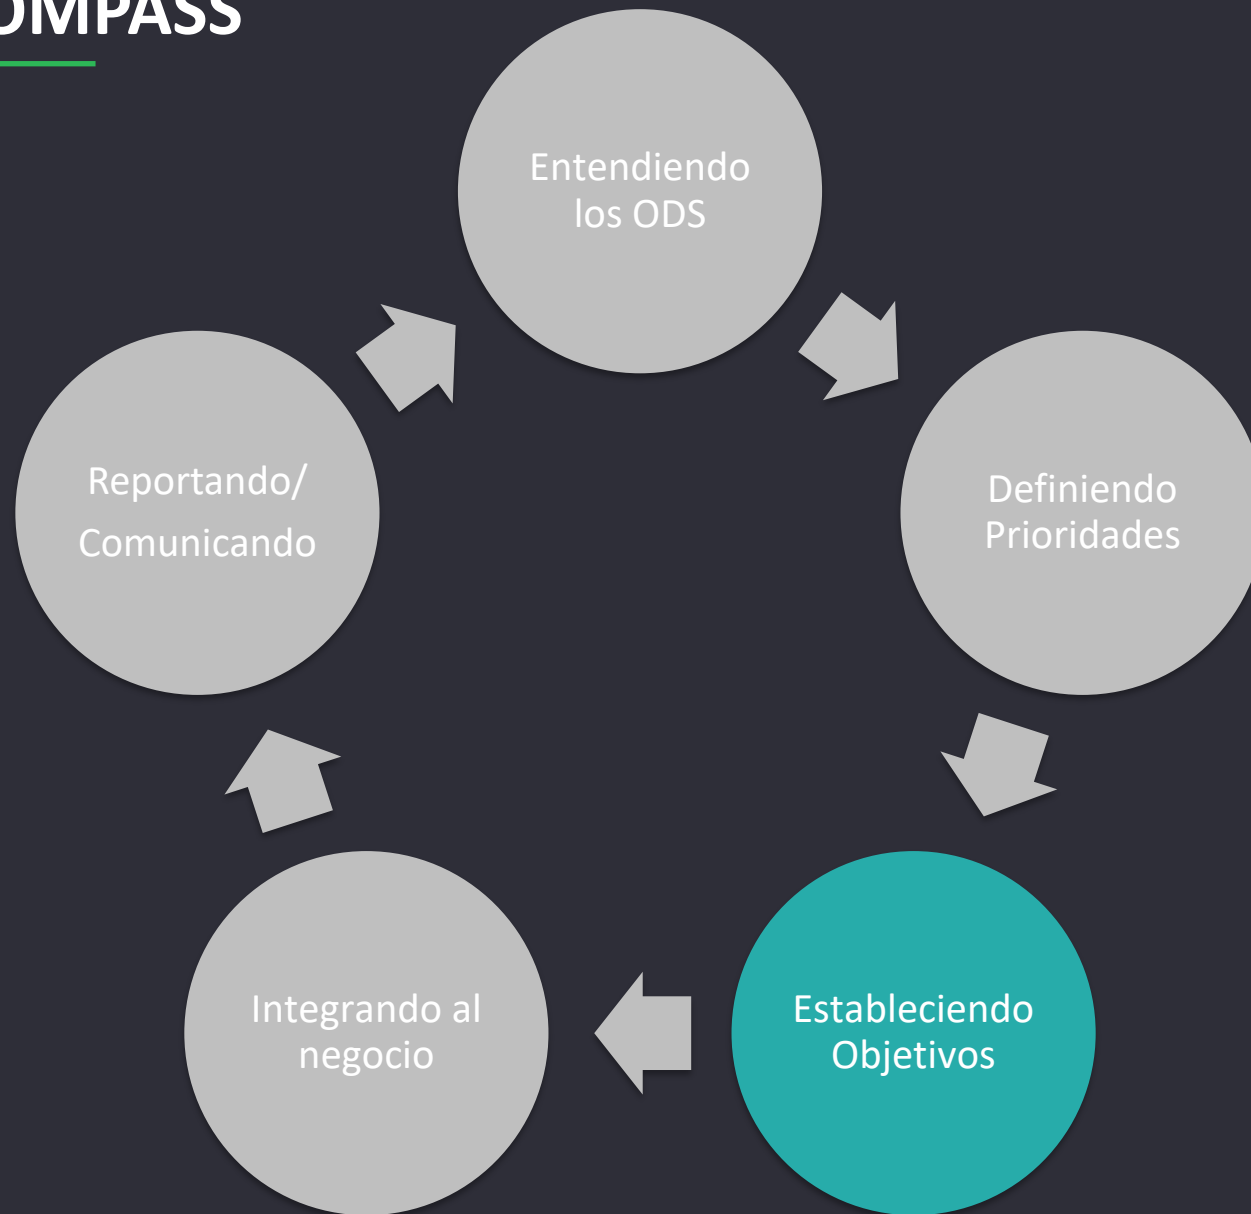 OMPASS
Entendiendo
los ODS
Definiendo
Prioridades
Estableciendo
Objetivos
Integrando al
negocio
Reportando/
Comunicando